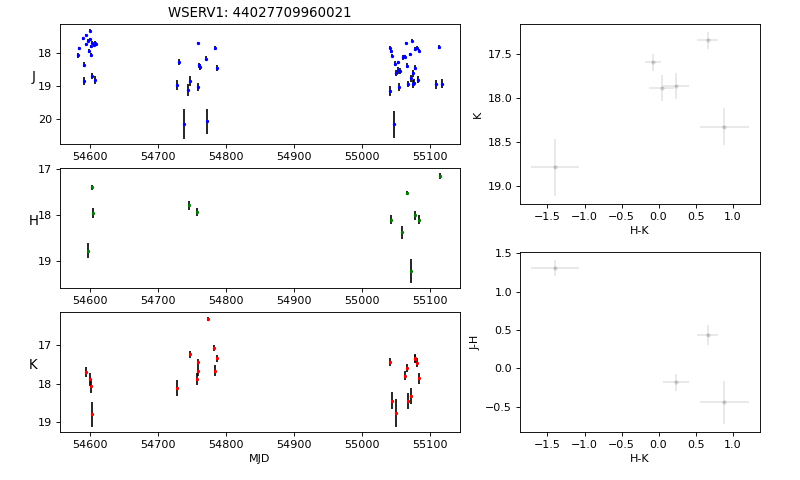 WSERV1: 44027709960021
J
18
19
20
54600 54700 54800 54900 55000 55100
H
17
18
19
54600 54700 54800 54900 55000 55100
K
17
18
19
54600 54700 54800 54900 55000 55100
MJD
K
17.5
18.0
18.5
19.0
−1.5 −1.0 −0.5 0.0 0.5 1.0
H-K
J-H
1.5
1.0
0.5
0.0
−0.5
−1.5 −1.0 −0.5 0.0 0.5 1.0
H-K